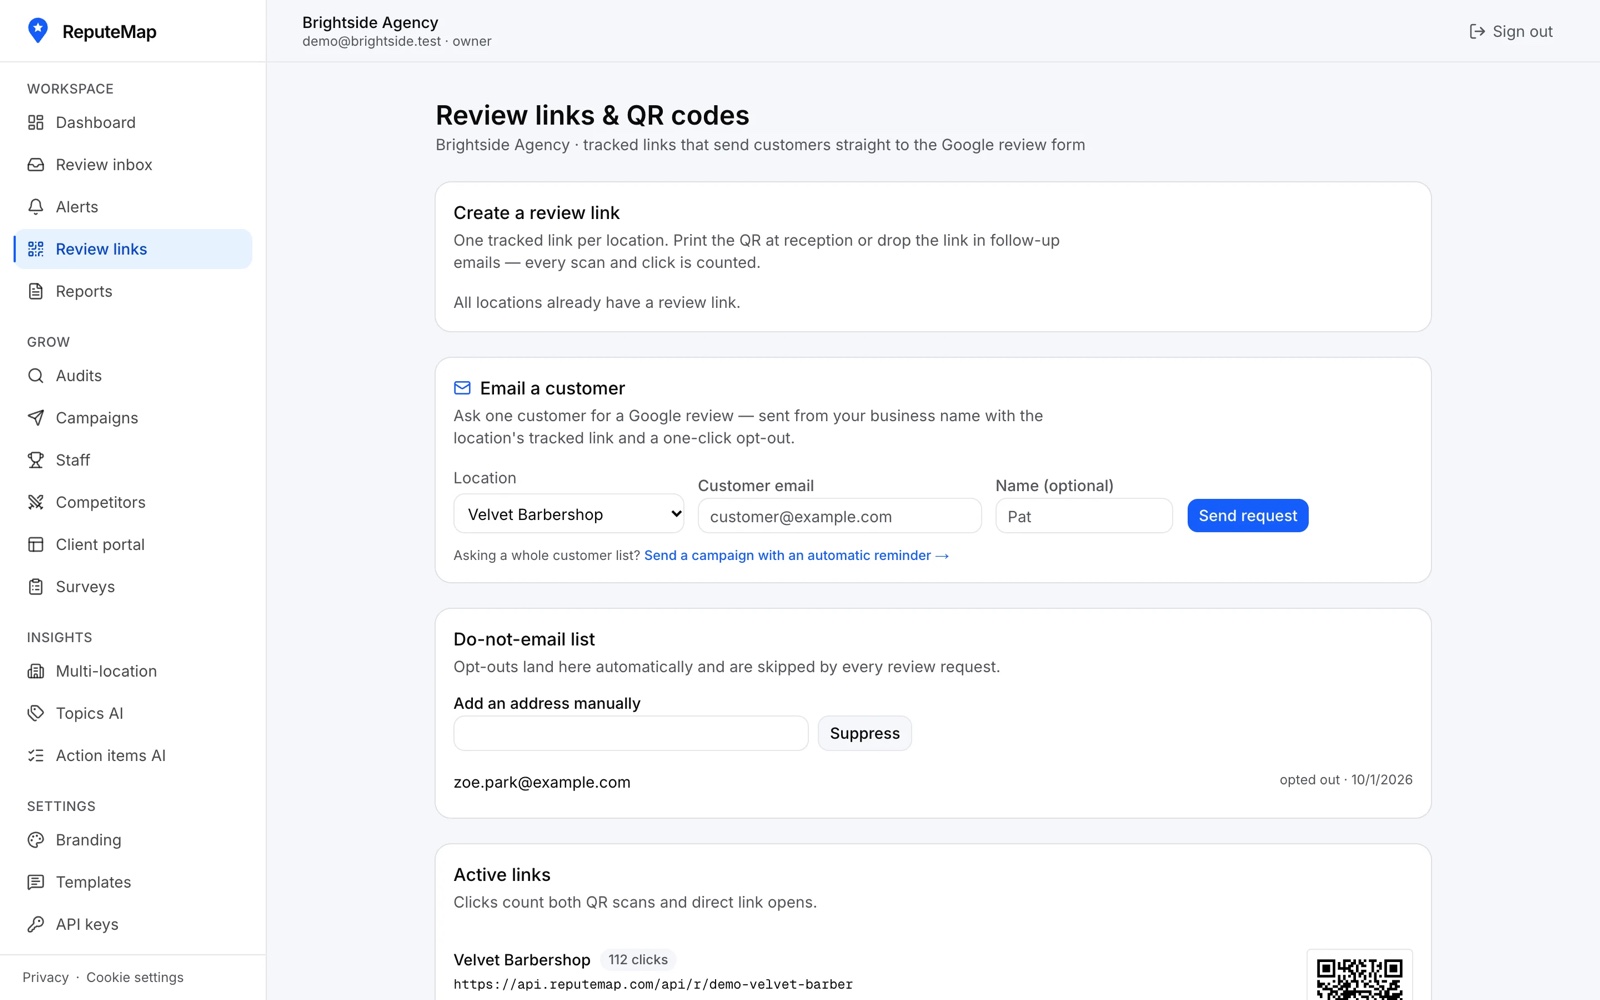 ReputeMap
Brightside Agency
demo@brightside.test · owner
Sign out
WORKSPACE
Dashboard
Review inbox
Alerts
Review links
Reports
GROW
Audits
Campaigns
Staff
Competitors
Client portal
Surveys
INSIGHTS
Multi-location
Topics AI
Action items AI
SETTINGS
Branding
Templates
API keys
Privacy · Cookie settings
Review links & QR codes
Brightside Agency · tracked links that send customers straight to the Google review form
Create a review link
One tracked link per location. Print the QR at reception or drop the link in follow-up
emails — every scan and click is counted.
All locations already have a review link.
Email a customer
Ask one customer for a Google review — sent from your business name with the
location's tracked link and a one-click opt-out.
Location
Customer email
Name (optional)
Velvet Barbershop
customer@example.com
Pat
Send request
Asking a whole customer list? Send a campaign with an automatic reminder →
Do-not-email list
Opt-outs land here automatically and are skipped by every review request.
Add an address manually
Suppress
zoe.park@example.com
opted out · 10/1/2026
Active links
Clicks count both QR scans and direct link opens.
Velvet Barbershop 112 clicks
https://api.reputemap.com/api/r/demo-velvet-barber